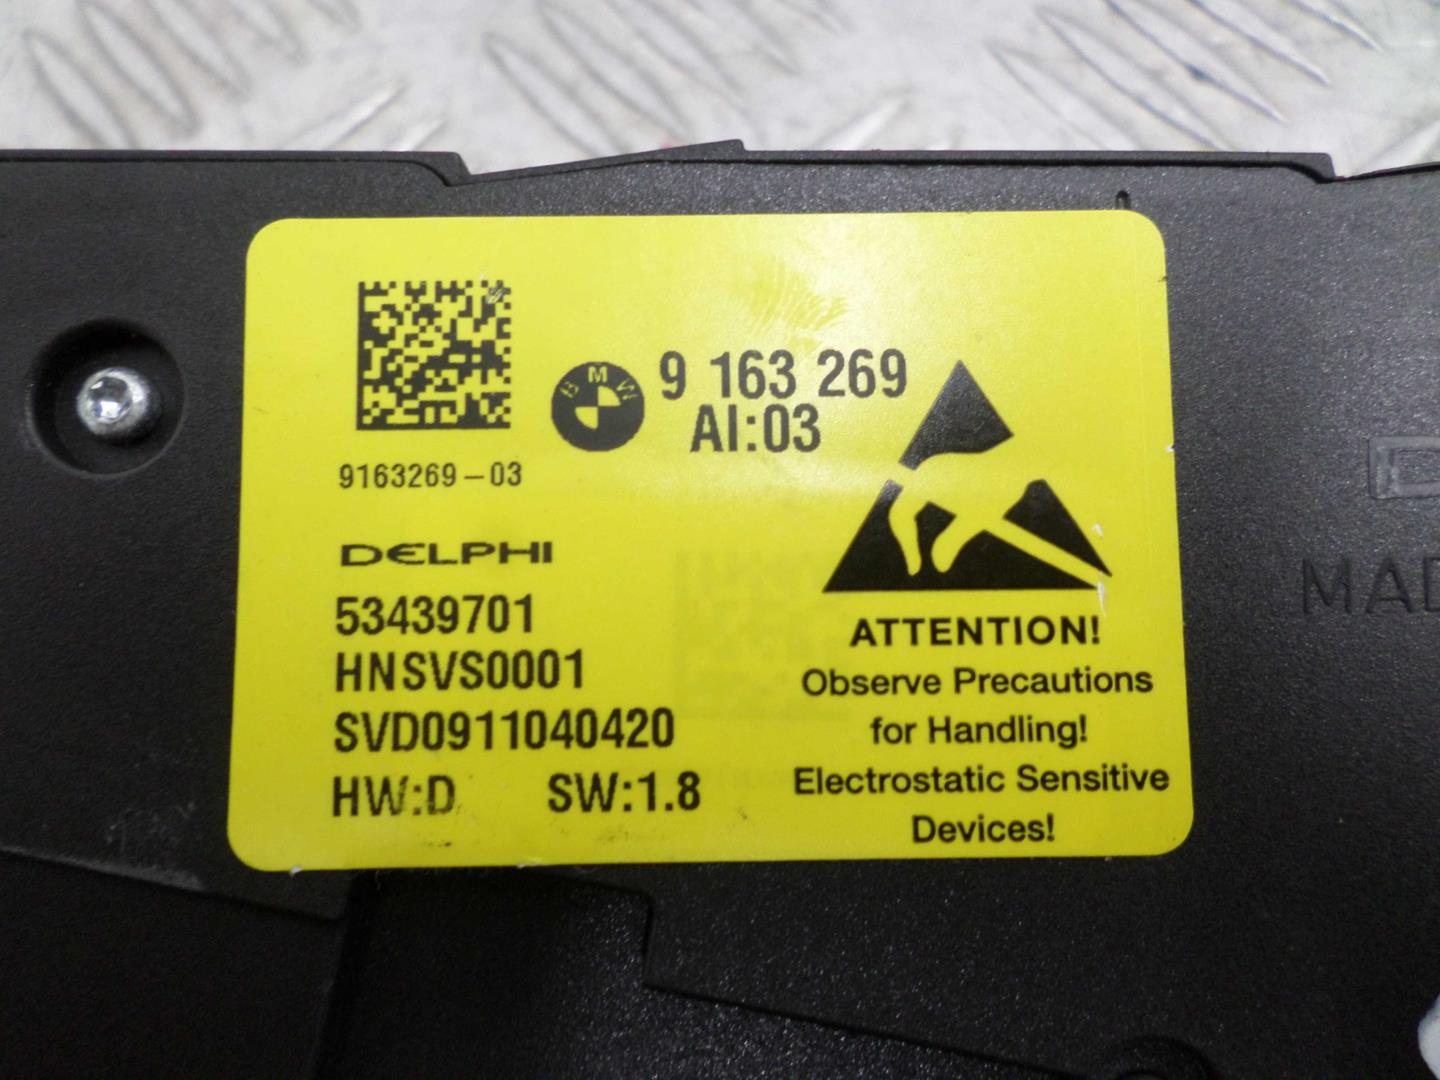 BMW
9 163 269
AI:03
9163269-03
DELPHI
53439701
HNSVS0001
SVD0911040420
HW:D SW:1.8
ATTENTION!
Observe Precautions
for Handling!
Electrostatic Sensitive
Devices!